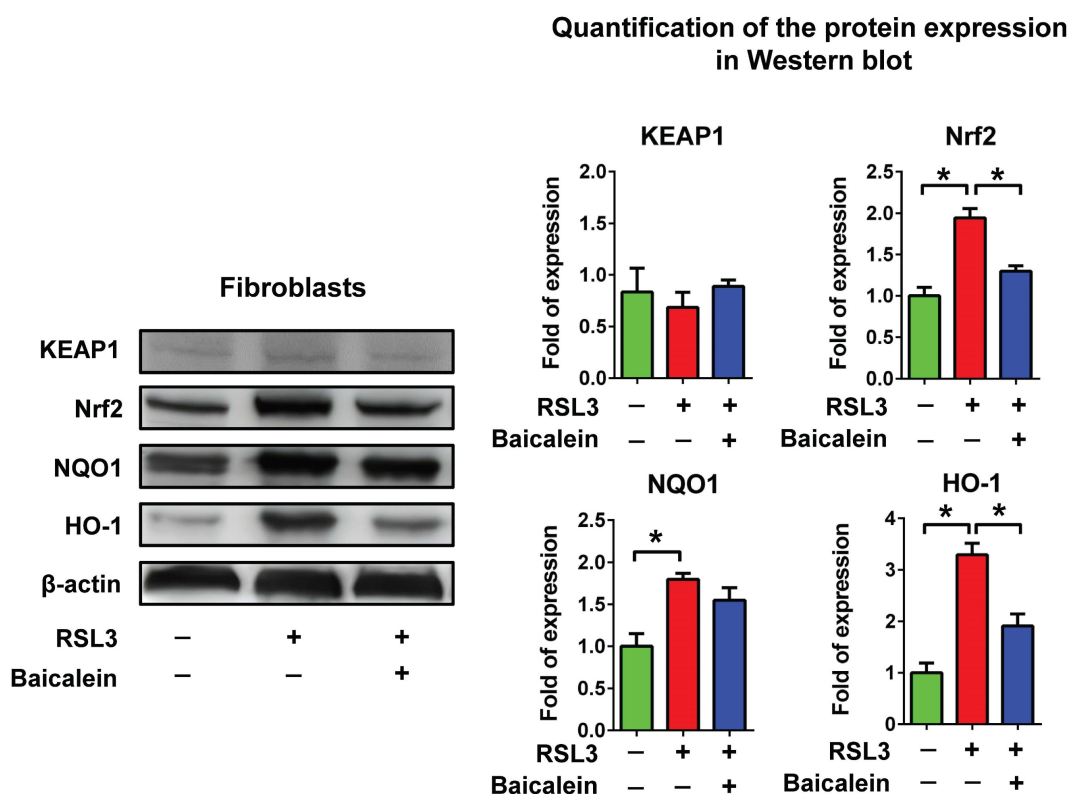 Quantification of the protein expression
in Western blot
Fibroblasts
KEAP1
Nrf2
NQO1
HO-1
β-actin
RSL3 – + +
Baicalein – – +
KEAP1
Fold of expression
2.0
1.5
1.0
0.5
0.0
RSL3 – + +
Baicalein – – +
Nrf2
Fold of expression
2.5
2.0
1.5
1.0
0.5
0.0
* *
RSL3 – + +
Baicalein – – +
NQO1
Fold of expression
2.5
2.0
1.5
1.0
0.5
0.0
*
RSL3 – + +
Baicalein – – +
HO-1
Fold of expression
4
3
2
1
0
* *
RSL3 – + +
Baicalein – – +